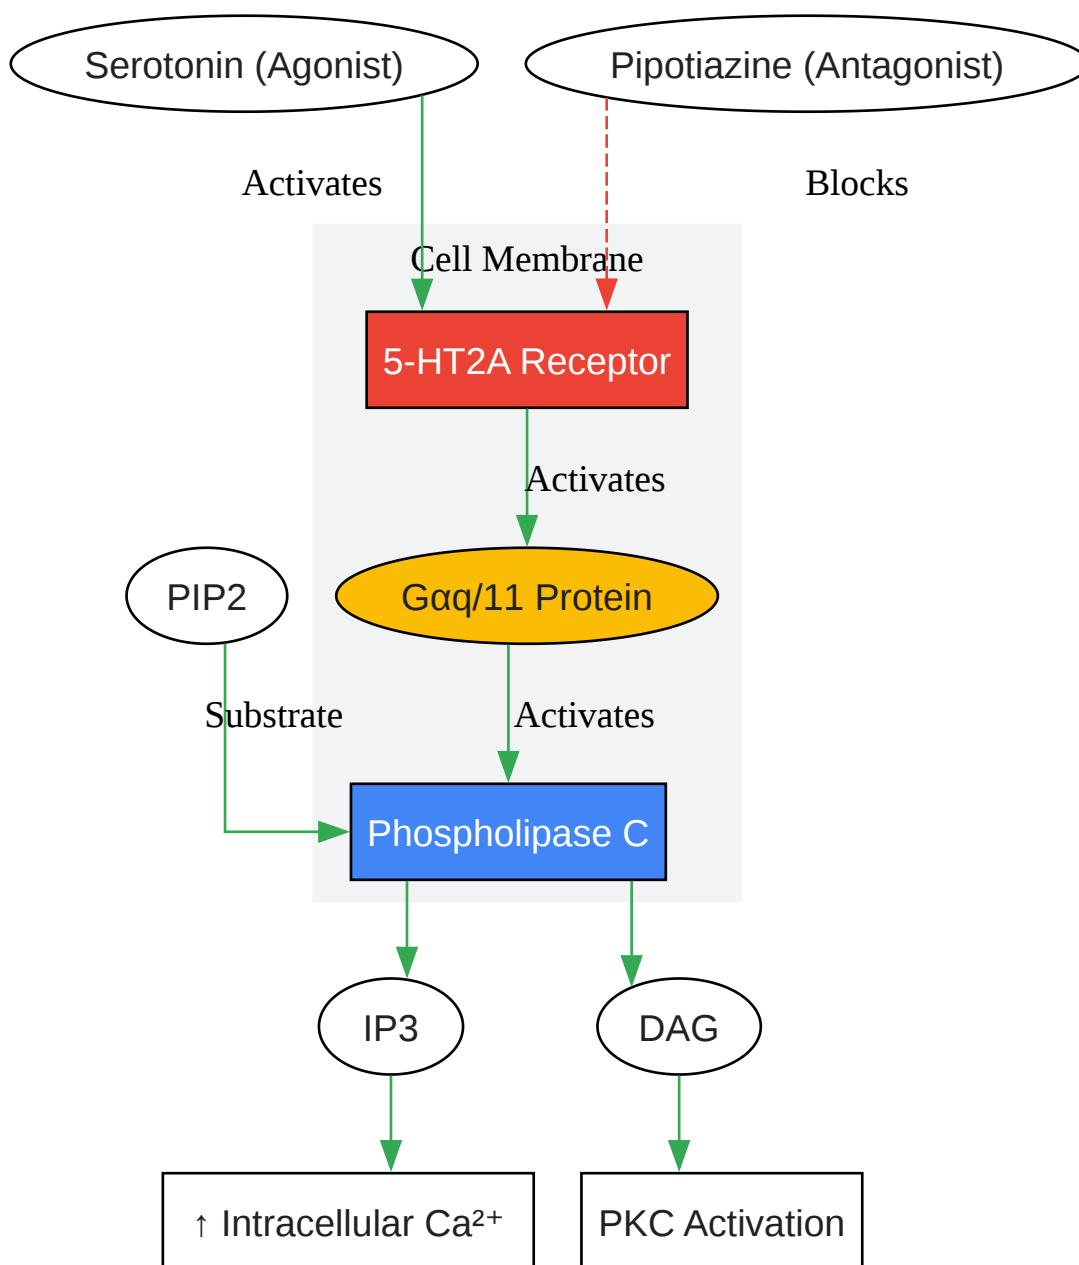 Serotonin (Agonist)
Pipotiazine (Antagonist)
Activates
Blocks
Cell Membrane
5-HT2A Receptor
Activates
PIP2
Gαq/11 Protein
Substrate
Activates
Phospholipase C
IP3
DAG
↑ Intracellular Ca²⁺
PKC Activation